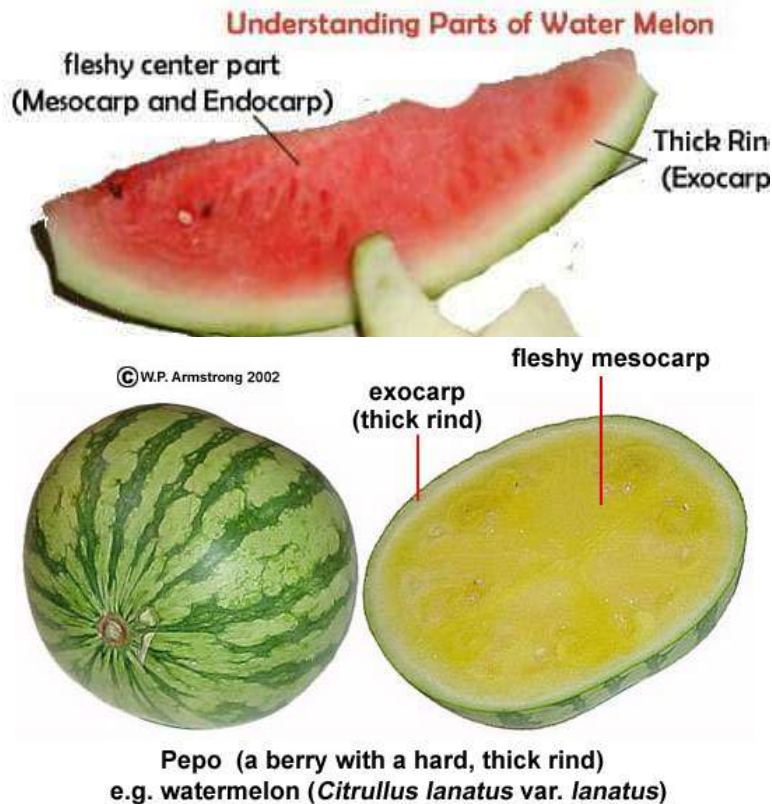 Understanding Parts of Water Melon
fleshy center part
(Mesocarp and Endocarp)
Thick Rin
(Exocarp
© W.P. Armstrong 2002
fleshy mesocarp
exocarp
(thick rind)
Pepo (a berry with a hard, thick rind)
e.g. watermelon (Citrullus lanatus var. lanatus)